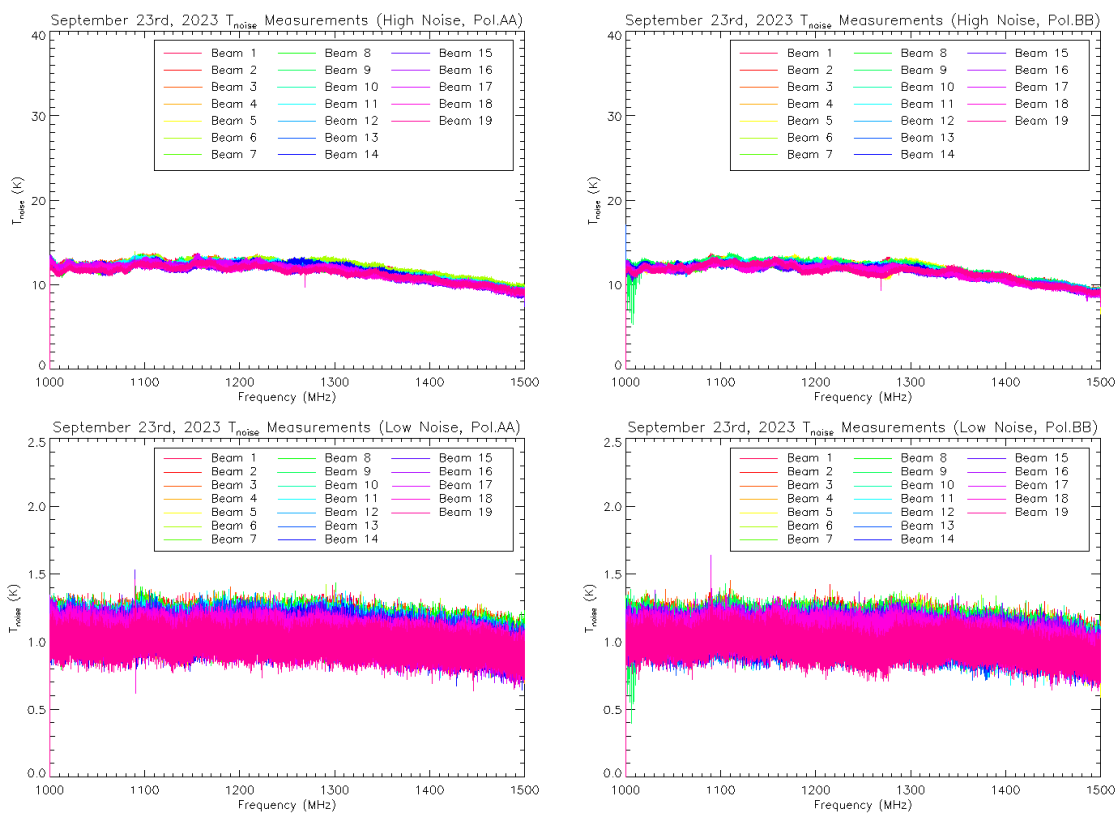 September 23rd, 2023 Tnoise Measurements (High Noise, Pol.AA)
40
30
20
10
0
Tnoise (K)
Beam 1
Beam 2
Beam 3
Beam 4
Beam 5
Beam 6
Beam 7
Beam 8
Beam 9
Beam 10
Beam 11
Beam 12
Beam 13
Beam 14
Beam 15
Beam 16
Beam 17
Beam 18
Beam 19
1000 1100 1200 1300 1400 1500
Frequency (MHz)
September 23rd, 2023 Tnoise Measurements (High Noise, Pol.BB)
40
30
20
10
0
Tnoise (K)
Beam 1
Beam 2
Beam 3
Beam 4
Beam 5
Beam 6
Beam 7
Beam 8
Beam 9
Beam 10
Beam 11
Beam 12
Beam 13
Beam 14
Beam 15
Beam 16
Beam 17
Beam 18
Beam 19
1000 1100 1200 1300 1400 1500
Frequency (MHz)
September 23rd, 2023 Tnoise Measurements (Low Noise, Pol.AA)
2.5
2.0
1.5
1.0
0.5
0.0
Tnoise (K)
Beam 1
Beam 2
Beam 3
Beam 4
Beam 5
Beam 6
Beam 7
Beam 8
Beam 9
Beam 10
Beam 11
Beam 12
Beam 13
Beam 14
Beam 15
Beam 16
Beam 17
Beam 18
Beam 19
1000 1100 1200 1300 1400 1500
Frequency (MHz)
September 23rd, 2023 Tnoise Measurements (Low Noise, Pol.BB)
2.5
2.0
1.5
1.0
0.5
0.0
Tnoise (K)
Beam 1
Beam 2
Beam 3
Beam 4
Beam 5
Beam 6
Beam 7
Beam 8
Beam 9
Beam 10
Beam 11
Beam 12
Beam 13
Beam 14
Beam 15
Beam 16
Beam 17
Beam 18
Beam 19
1000 1100 1200 1300 1400 1500
Frequency (MHz)